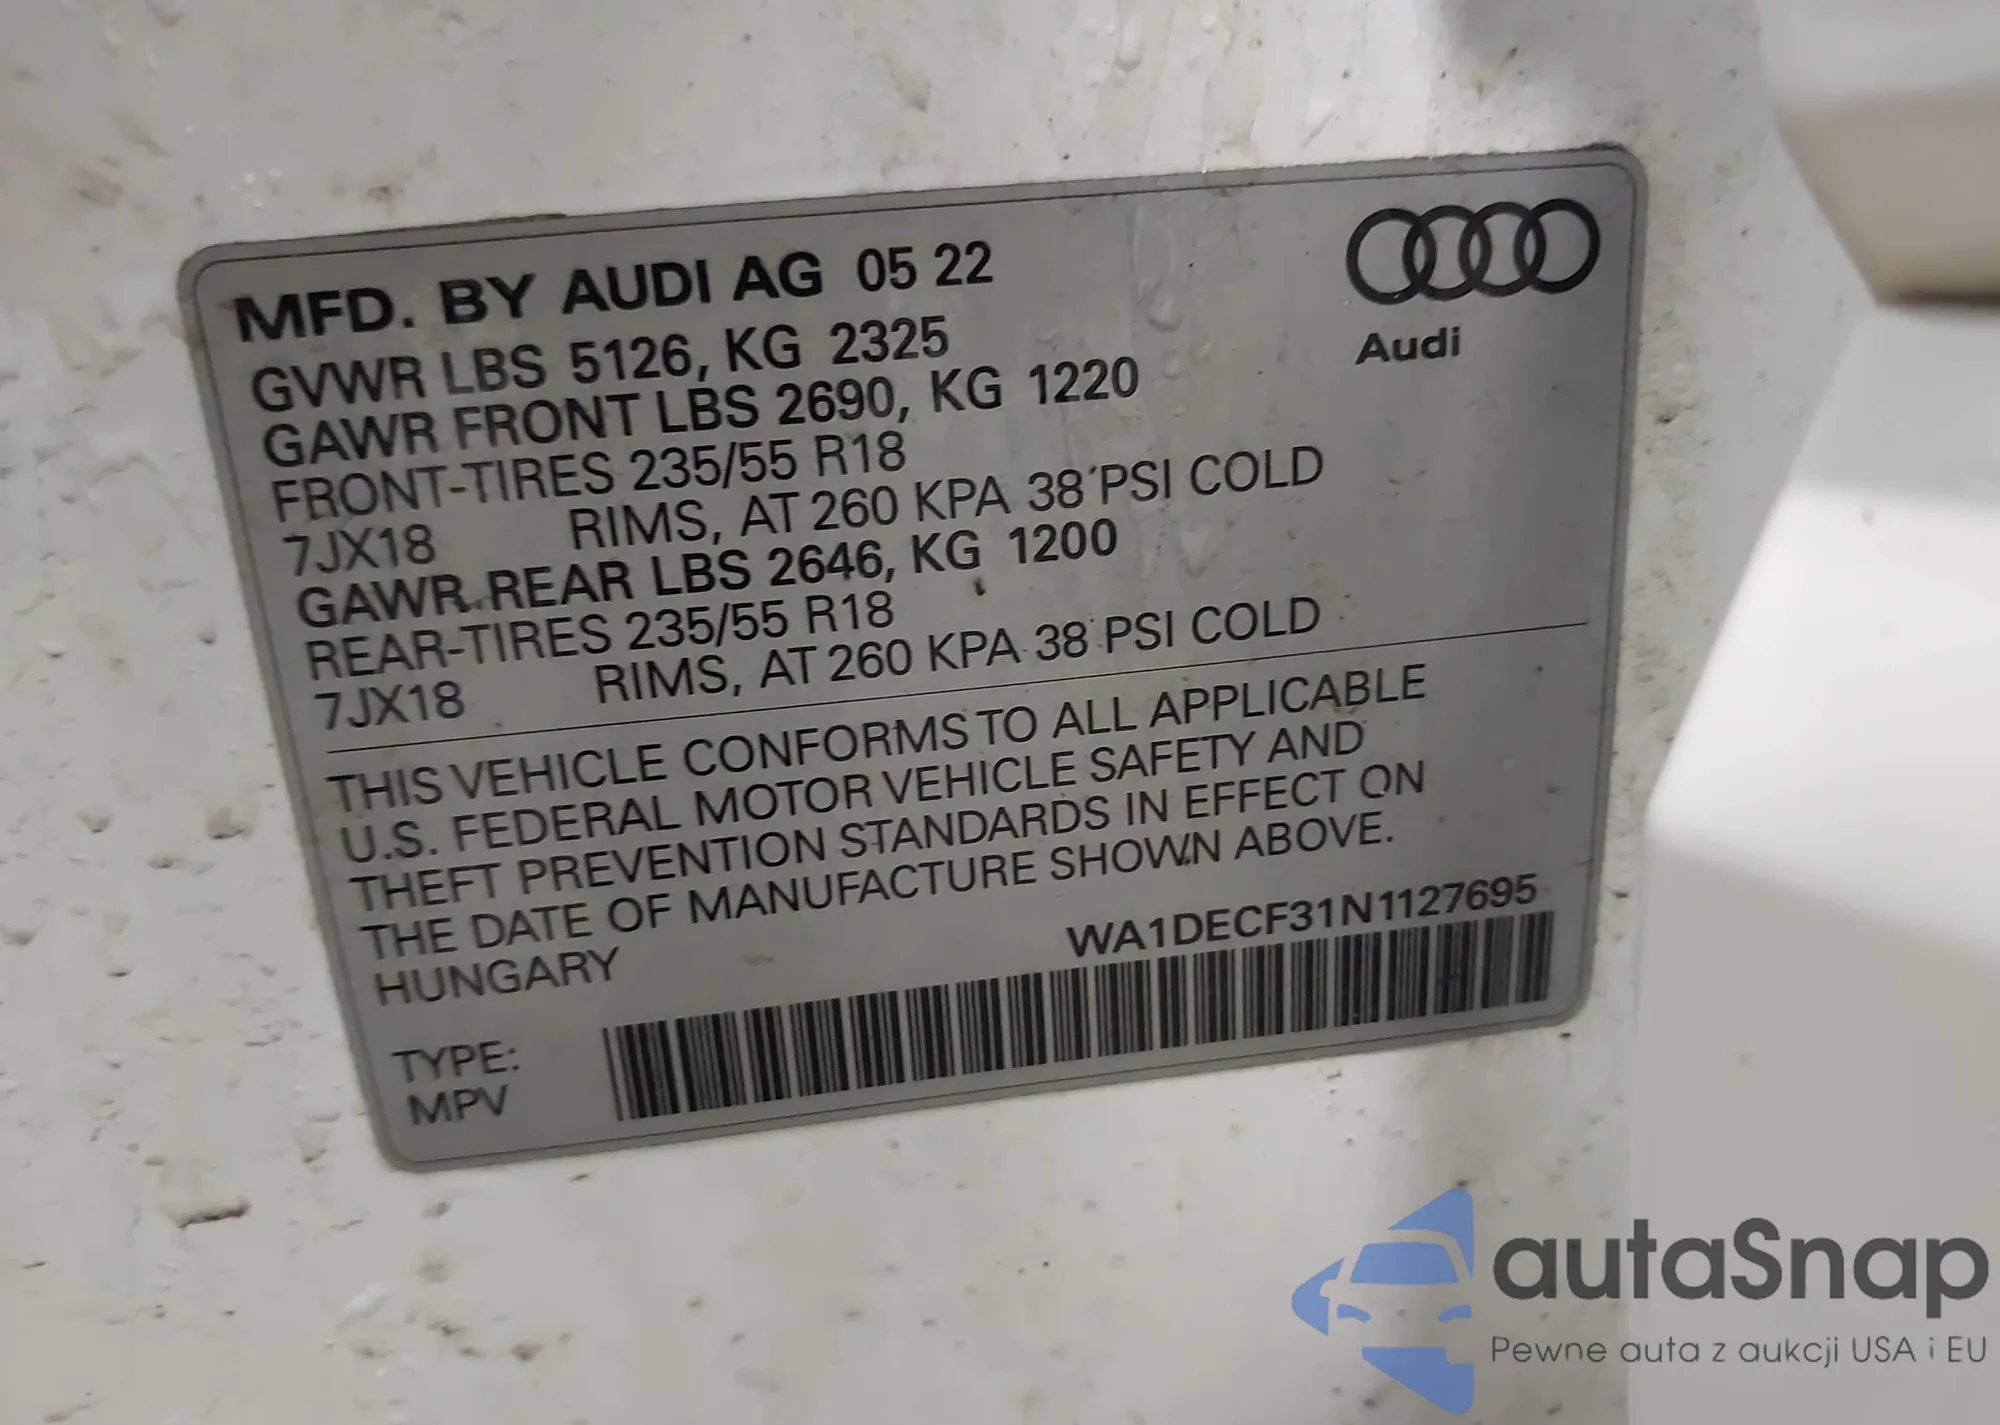 MFD. BY AUDI AG 05 22
GVWR LBS 5126, KG 2325
GAWR FRONT LBS 2690, KG 1220
FRONT-TIRES 235/55 R18
7JX18 RIMS, AT 260 KPA 38 PSI COLD
GAWR REAR LBS 2646, KG 1200
REAR-TIRES 235/55 R18
7JX18 RIMS, AT 260 KPA 38 PSI COLD
Audi
THIS VEHICLE CONFORMS TO ALL APPLICABLE
U.S. FEDERAL MOTOR VEHICLE SAFETY AND
THEFT PREVENTION STANDARDS IN EFFECT ON
THE DATE OF MANUFACTURE SHOWN ABOVE.
HUNGARY
WA1DECF31N1127695
TYPE:
MPV
autaSnap
Pewne auta z aukcji USA i EU